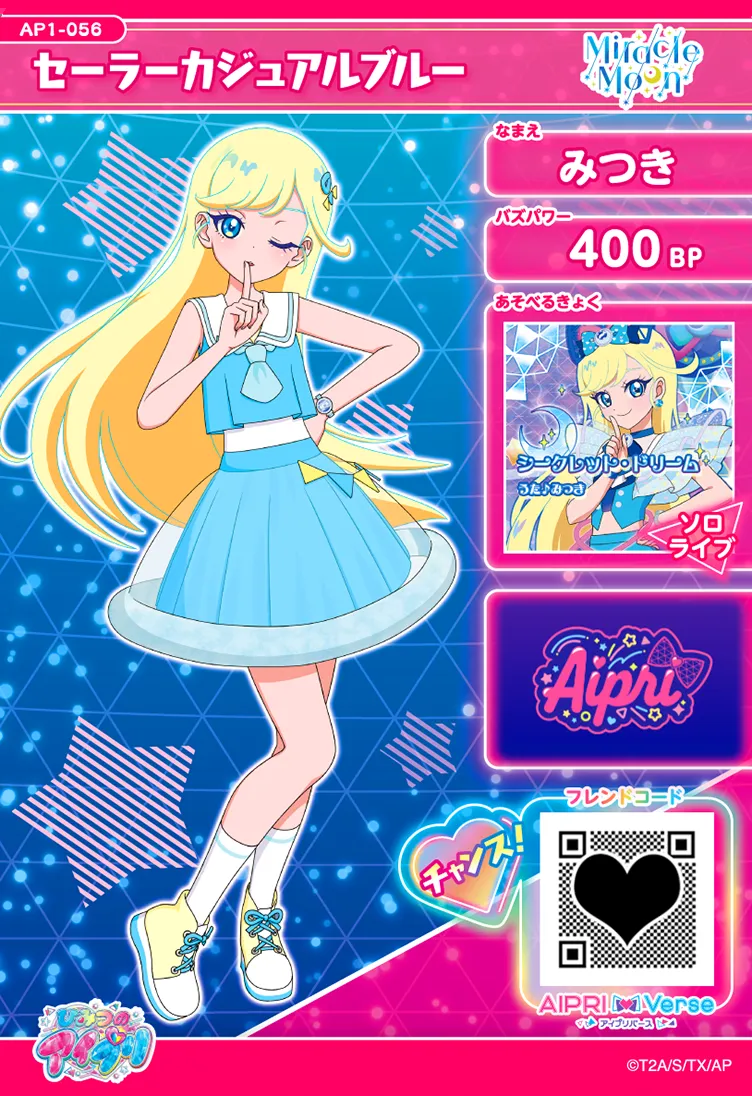 AP1-056
セーラーカジュアルブルー
Miracle
Moon
なまえ
みつき
バズパワー
400 BP
あそべるきょく
シークレット・ドリーム
うた♪みつき
ソロ
ライブ
Aipri
フレンドコード
チャンス!
AIPRI Verse
アイプリバース
ひみつの
アイプリ
©T2A/S/TX/AP